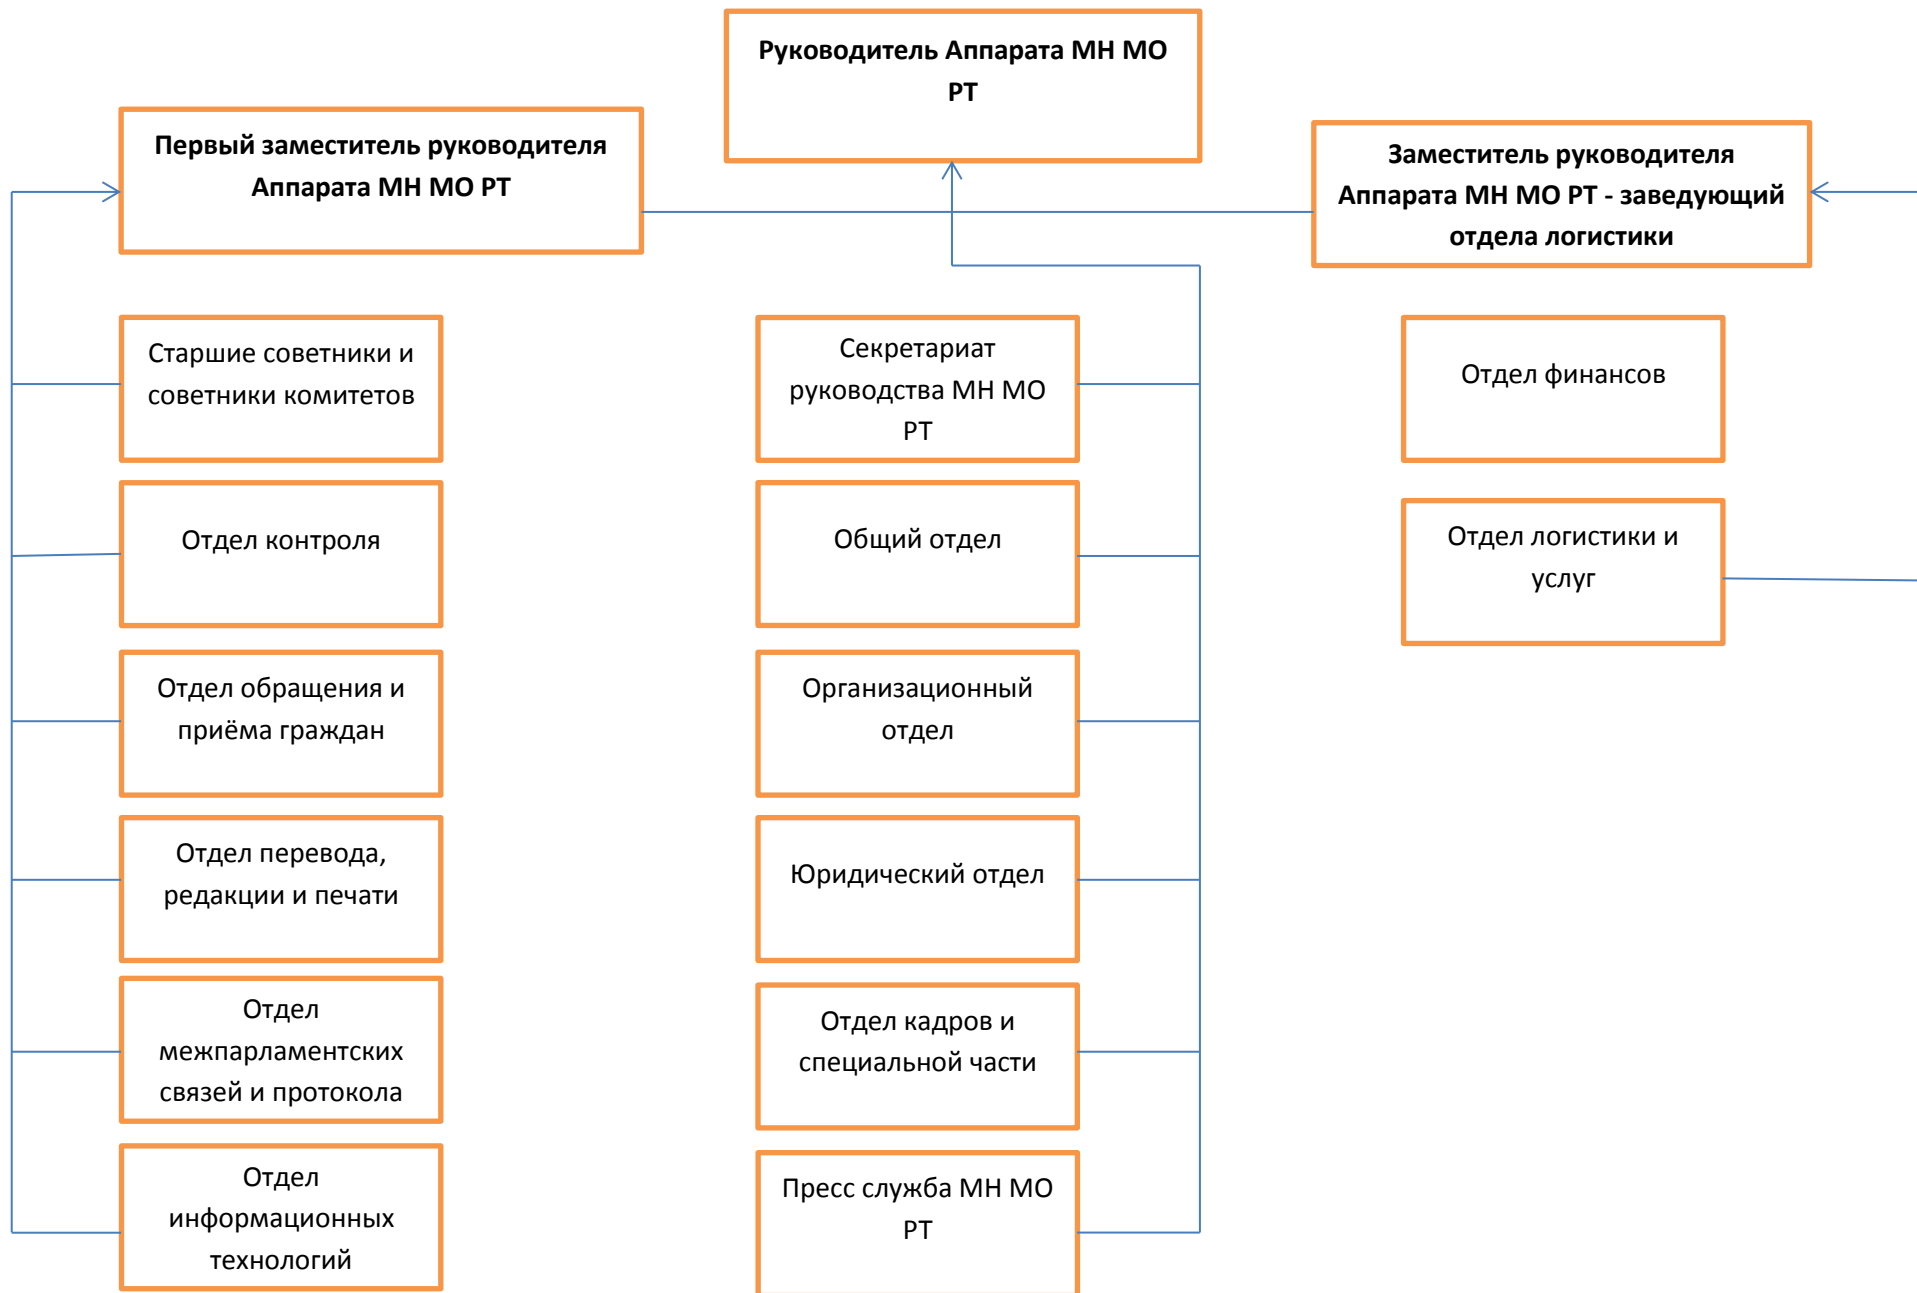 Руководитель Аппарата МН МО
РТ
Первый заместитель руководителя
Аппарата МН МО РТ
Заместитель руководителя
Аппарата МН МО РТ - заведующий
отдела логистики
Старшие советники и
советники комитетов
Отдел контроля
Отдел обращения и
приёма граждан
Отдел перевода,
редакции и печати
Отдел
межпарламентских
связей и протокола
Отдел
информационных
технологий
Секретариат
руководства МН МО
РТ
Общий отдел
Организационный
отдел
Юридический отдел
Отдел кадров и
специальной части
Пресс служба МН МО
РТ
Отдел финансов
Отдел логистики и
услуг